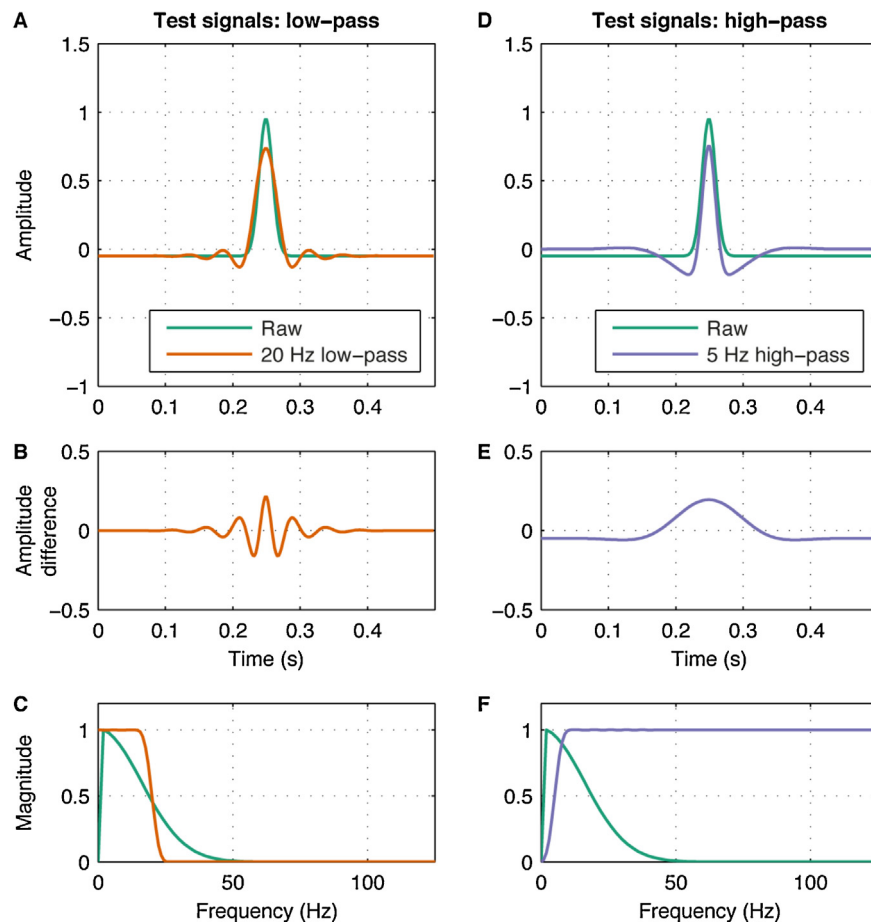 A
Test signals: low-pass
1.5
1
0.5
0
−0.5
−1
Amplitude
Raw
20 Hz low-pass
0
0.1
0.2
0.3
0.4
B
0.5
0
−0.5
Amplitude
difference
0
0.1
0.2
0.3
0.4
Time (s)
C
1
0.5
0
Magnitude
0
50
100
Frequency (Hz)
D
Test signals: high-pass
1.5
1
0.5
0
−0.5
−1
Raw
5 Hz high-pass
0
0.1
0.2
0.3
0.4
E
0.5
0
−0.5
0
0.1
0.2
0.3
0.4
Time (s)
F
1
0.5
0
0
50
100
Frequency (Hz)